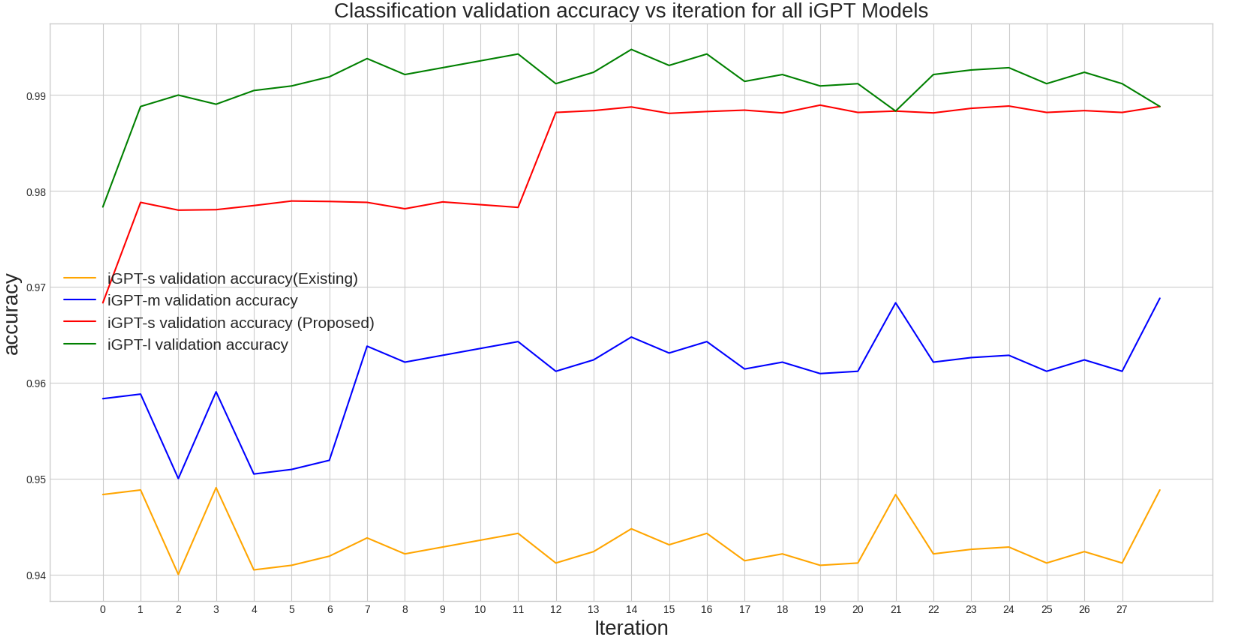 Classification validation accuracy vs iteration for all iGPT Models
accuracy
0.99
0.98
0.97
0.96
0.95
0.94
iGPT-s validation accuracy(Existing)
iGPT-m validation accuracy
iGPT-s validation accuracy (Proposed)
iGPT-l validation accuracy
0 1 2 3 4 5 6 7 8 9 10 11 12 13 14 15 16 17 18 19 20 21 22 23 24 25 26 27
Iteration